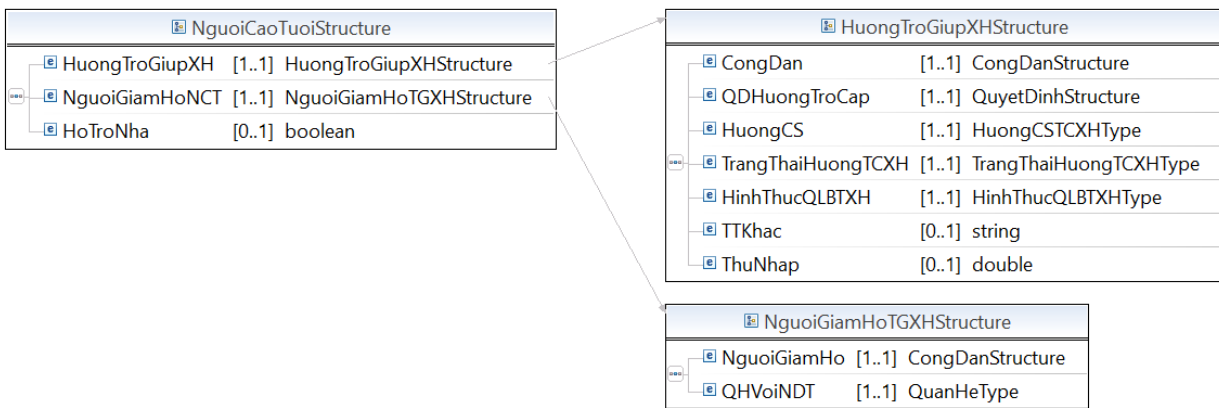 NguoiCaoTuoiStructure
HuongTroGiupXH [1..1] HuongTroGiupXHStructure
NguoiGiamHoNCT [1..1] NguoiGiamHoTGXHStructure
HoTroNha [0..1] boolean
HuongTroGiupXHStructure
CongDan [1..1] CongDanStructure
QDHuongTroCap [1..1] QuyetDinhStructure
HuongCS [1..1] HuongCSTCXHType
TrangThaiHuongTCXH [1..1] TrangThaiHuongTCXHType
HinhThucQLBTXH [1..1] HinhThucQLBTXHType
TTKhac [0..1] string
ThuNhap [0..1] double
NguoiGiamHoTGXHStructure
NguoiGiamHo [1..1] CongDanStructure
QHVoiNDT [1..1] QuanHeType